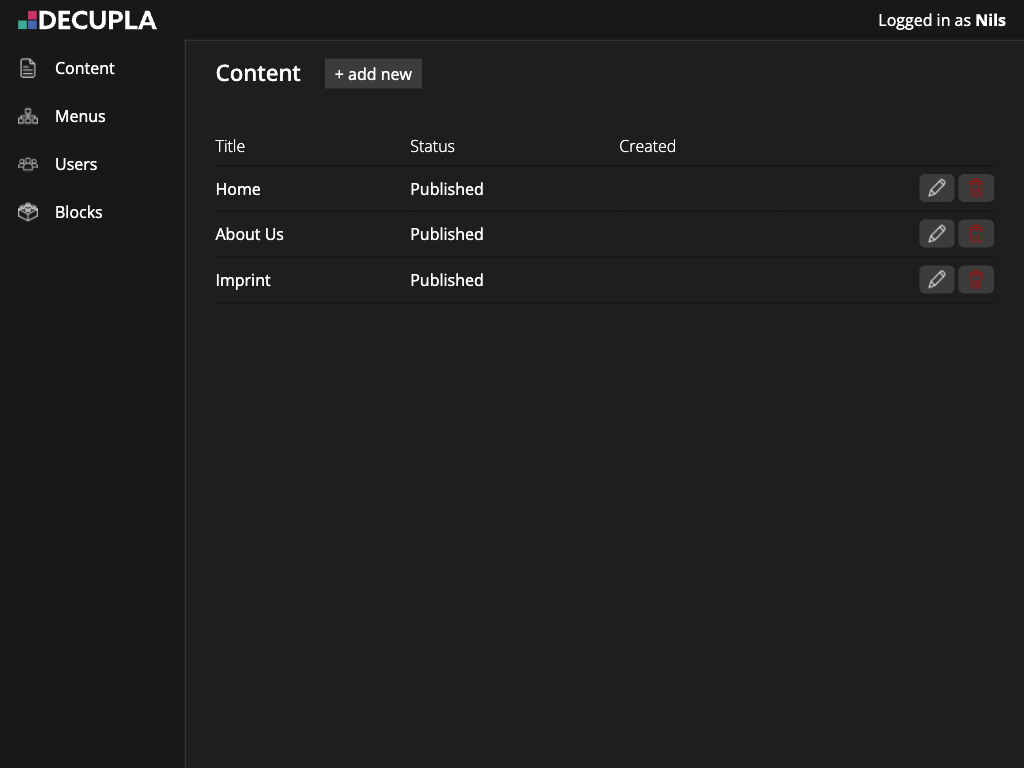 DECUPLA
Logged in as Nils
Content
Menus
Users
Blocks
Content
+ add new
Title Status Created
Home Published
About Us Published
Imprint Published